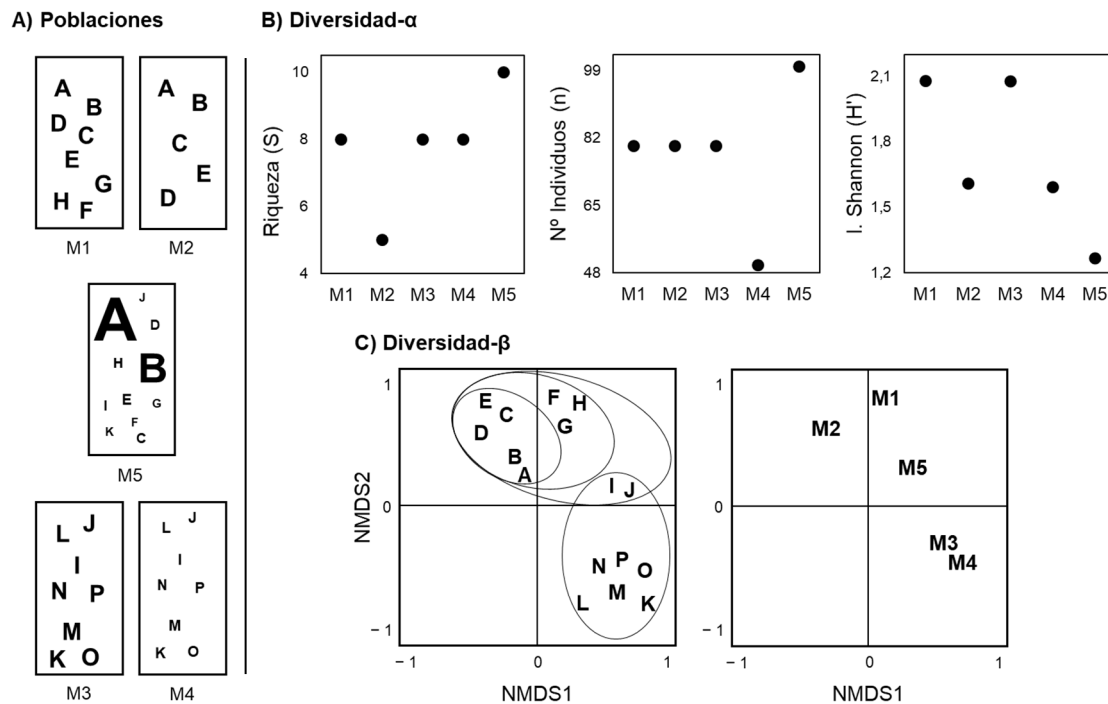 A) Poblaciones
A
B
D
C
E
G
H
F
M1
A
B
C
E
D
M2
J
A
D
H
B
I
E
G
F
K
C
M5
J
L
I
N
P
M
K
O
M3
J
L
I
N
P
M
K
O
M4
B) Diversidad-α
Riqueza (S)
10
8
6
4
M1 M2 M3 M4 M5
Nº Individuos (n)
99
82
65
48
M1 M2 M3 M4 M5
I. Shannon (H')
2,1
1,8
1,5
1,2
M1 M2 M3 M4 M5
C) Diversidad-β
NMDS2
1
0
− 1
E
C
D
B
A
F
H
G
I
J
N
P
O
M
L
K
− 1 0 1
NMDS1
1
0
− 1
M1
M2
M5
M3
M4
− 1 0 1
NMDS1